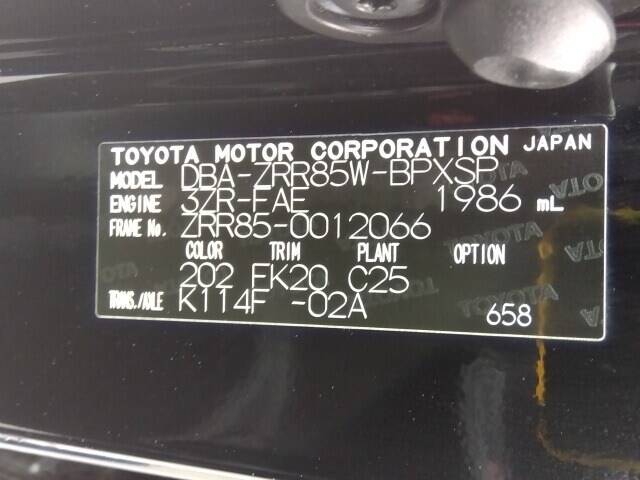 TOYOTA MOTOR CORPORATION JAPAN
MODEL DBA-ZRR85W-BPXSP
ENGINE 3ZR-FAE 1986 mL
FRAME No. ZRR85-0012066
COLOR TRIM PLANT OPTION
202 FK20 C25
TRANS./AXLE K114F -02A
658